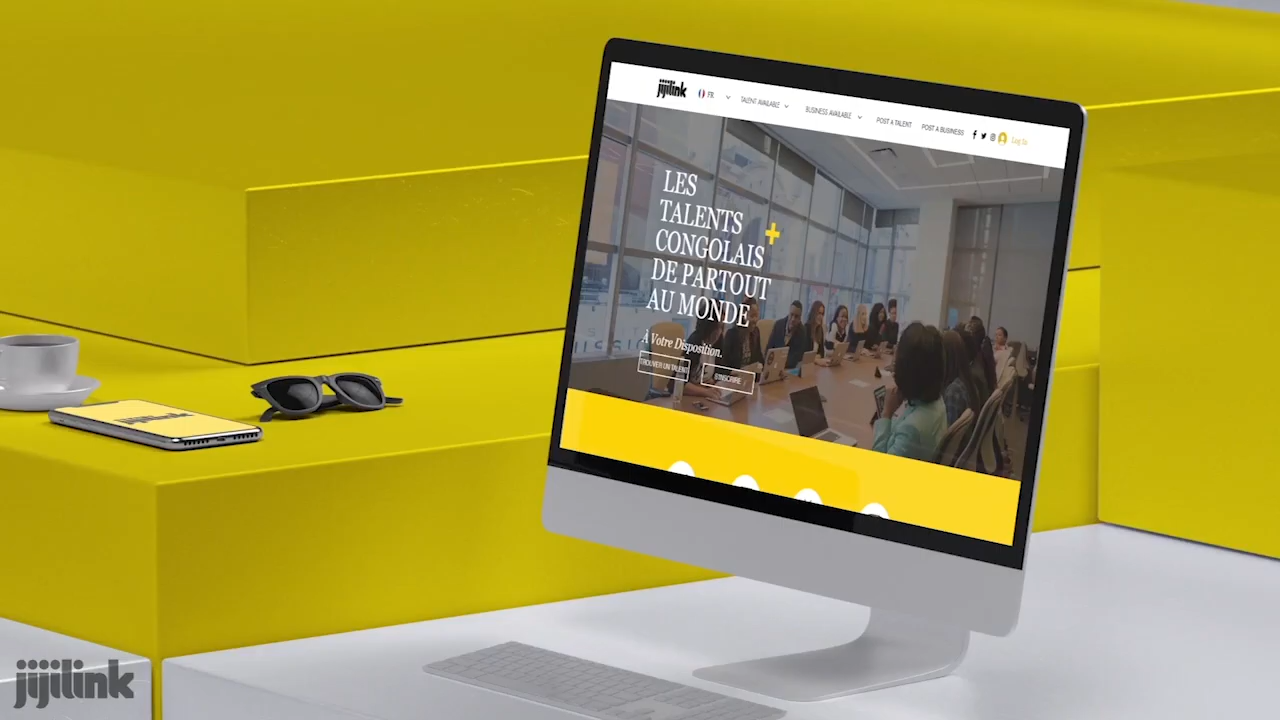 jijilink
FR
TALENT AVAILABLE
BUSINESS AVAILABLE
POST A TALENT
POST A BUSINESS
Log In
LES
TALENTS
CONGOLAIS
DE PARTOUT
AU MONDE
À Votre Disposition.
TROUVER UN TALENT
S'INSCRIRE
jijilink
jijilink